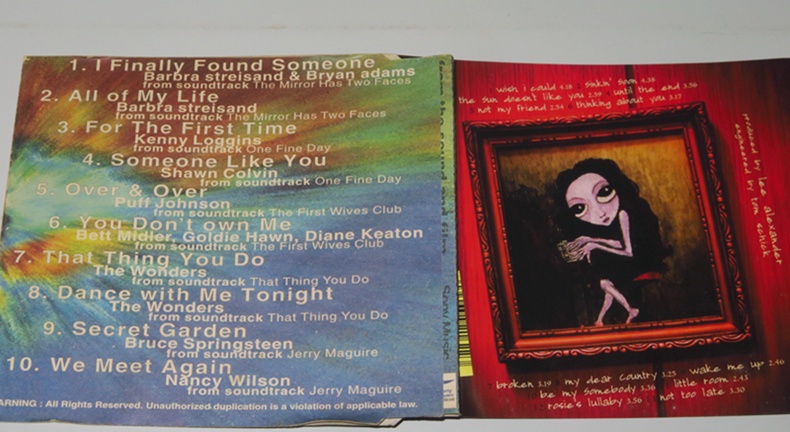 1. I Finally Found Someone
Barbra streisand & Bryan adams
from soundtrack The Mirror Has Two Faces
2. All of My Life
Barbra streisand
from soundtrack The Mirror Has Two Faces
3. For The First Time
Kenny Loggins
from soundtrack One Fine Day
4. Someone Like You
Shawn Colvin
from soundtrack One Fine Day
5. Over & Over
Puff Johnson
from soundtrack The First Wives Club
6. You Don't own Me
Bett Midler, Goldie Hawn, Diane Keaton
from soundtrack The First Wives Club
7. That Thing You Do
The Wonders
from soundtrack That Thing You Do
8. Dance with Me Tonight
The Wonders
from soundtrack That Thing You Do
9. Secret Garden
Bruce Springsteen
from soundtrack Jerry Maguire
10. We Meet Again
Nancy Wilson
from soundtrack Jerry Maguire
ARNING : All Rights Reserved. Unauthorized duplication is a violation of applicable law.
Sony Music
wish i could 4.18 sinkin' soon 4.38
the sun doesn't like you 2.59 until the end 3.56
not my friend 2.54 thinking about you 3.17
produced by lee alexander
engineered by tom schick
broken 3.19 my dear country 3.25 wake me up 2.46
be my somebody 3.36 little room 2.43
rosie's lullaby 3.56 not too late 3.30